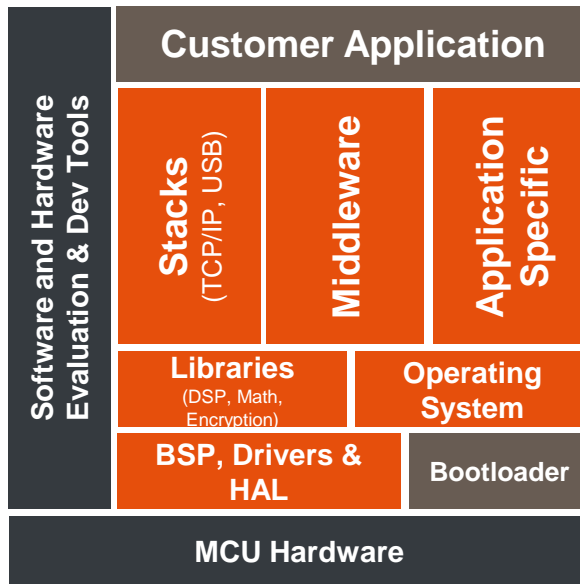 Customer Application
Software and Hardware
Evaluation & Dev Tools
Stacks
(TCP/IP, USB)
Middleware
Application
Specific
Libraries
(DSP, Math,
Encryption)
Operating
System
BSP, Drivers &
HAL
Bootloader
MCU Hardware